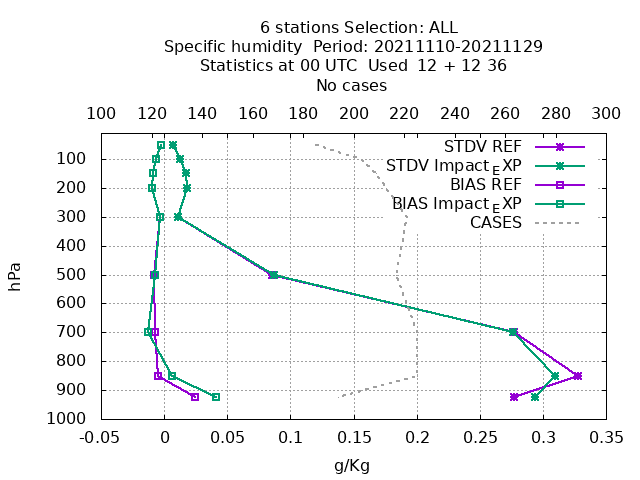 6 stations Selection: ALL
Specific humidity  Period: 20211110-20211129
Statistics at 00 UTC  Used  12 + 12 36
No cases
100 120 140 160 180 200 220 240 260 280 300
STDV REF
STDV Impact_EXP
BIAS REF
BIAS Impact_EXP
CASES
100
200
300
400
500
600
700
800
900
1000
hPa
-0.05 0 0.05 0.1 0.15 0.2 0.25 0.3 0.35
g/Kg